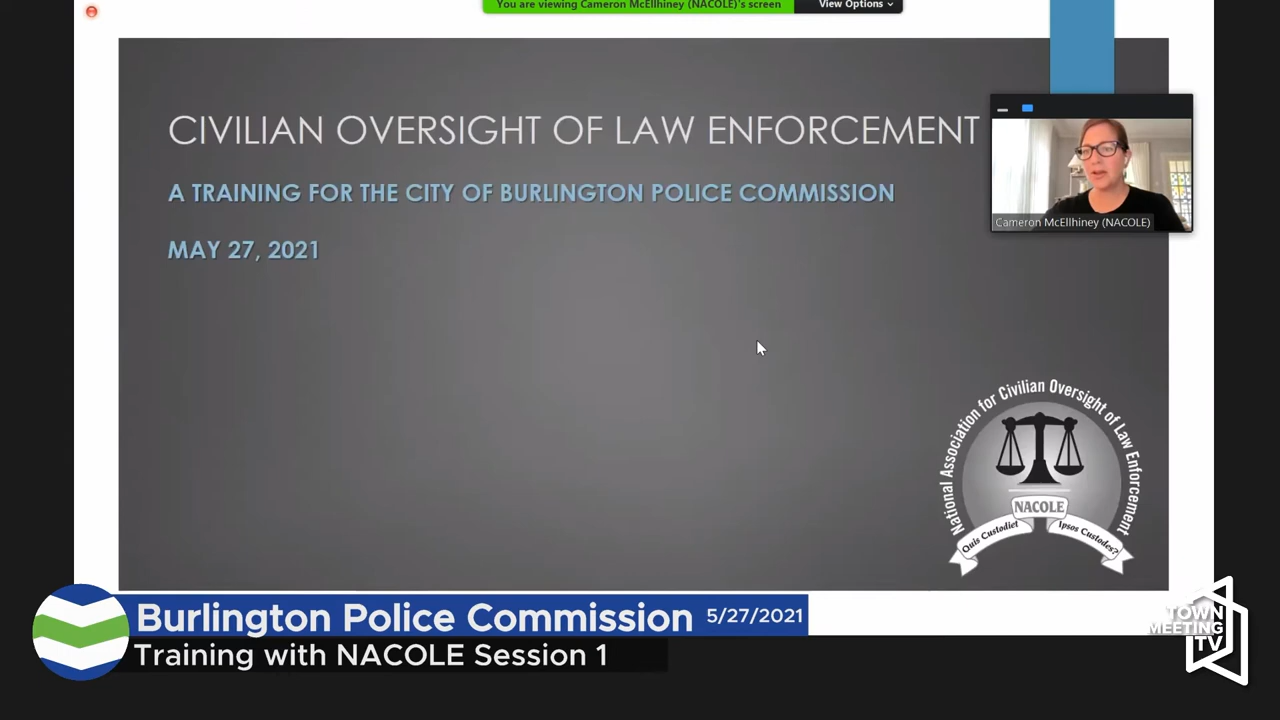 You are viewing Cameron McEllhiney (NACOLE)'s screen
View Options
CIVILIAN OVERSIGHT OF LAW ENFORCEMENT
A TRAINING FOR THE CITY OF BURLINGTON POLICE COMMISSION
MAY 27, 2021
Cameron McEllhiney (NACOLE)
National Association for Civilian Oversight of Law Enforcement
NACOLE
Quis Custodiet
Ipsos Custodes?
Burlington Police Commission 5/27/2021
Training with NACOLE Session 1
TOWN
MEETING
TV